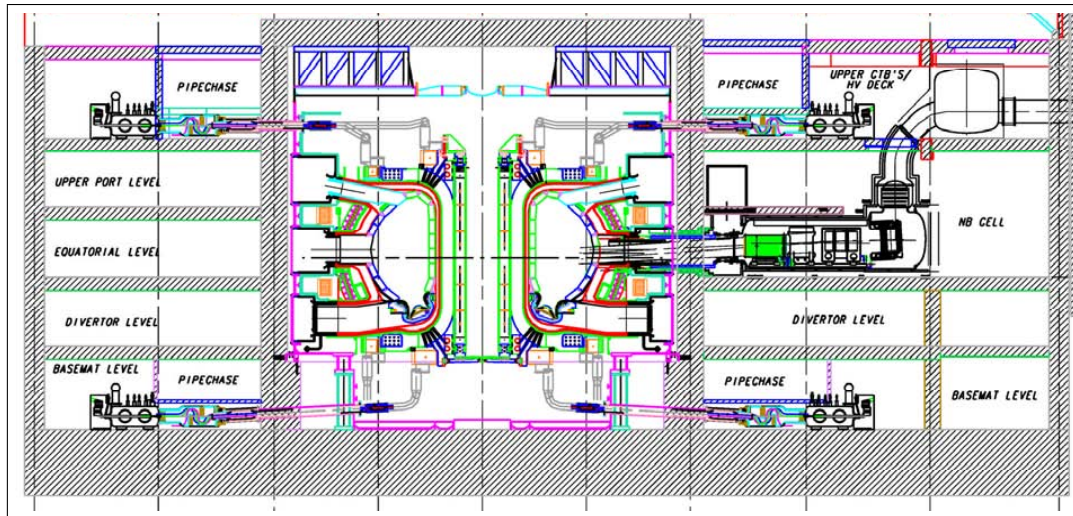 PIPECHASE
PIPECHASE
UPPER CTB'S/
HV DECK
UPPER PORT LEVEL
NB CELL
EQUATORIAL LEVEL
DIVERTOR LEVEL
DIVERTOR LEVEL
BASEMAT LEVEL
PIPECHASE
PIPECHASE
BASEMAT LEVEL